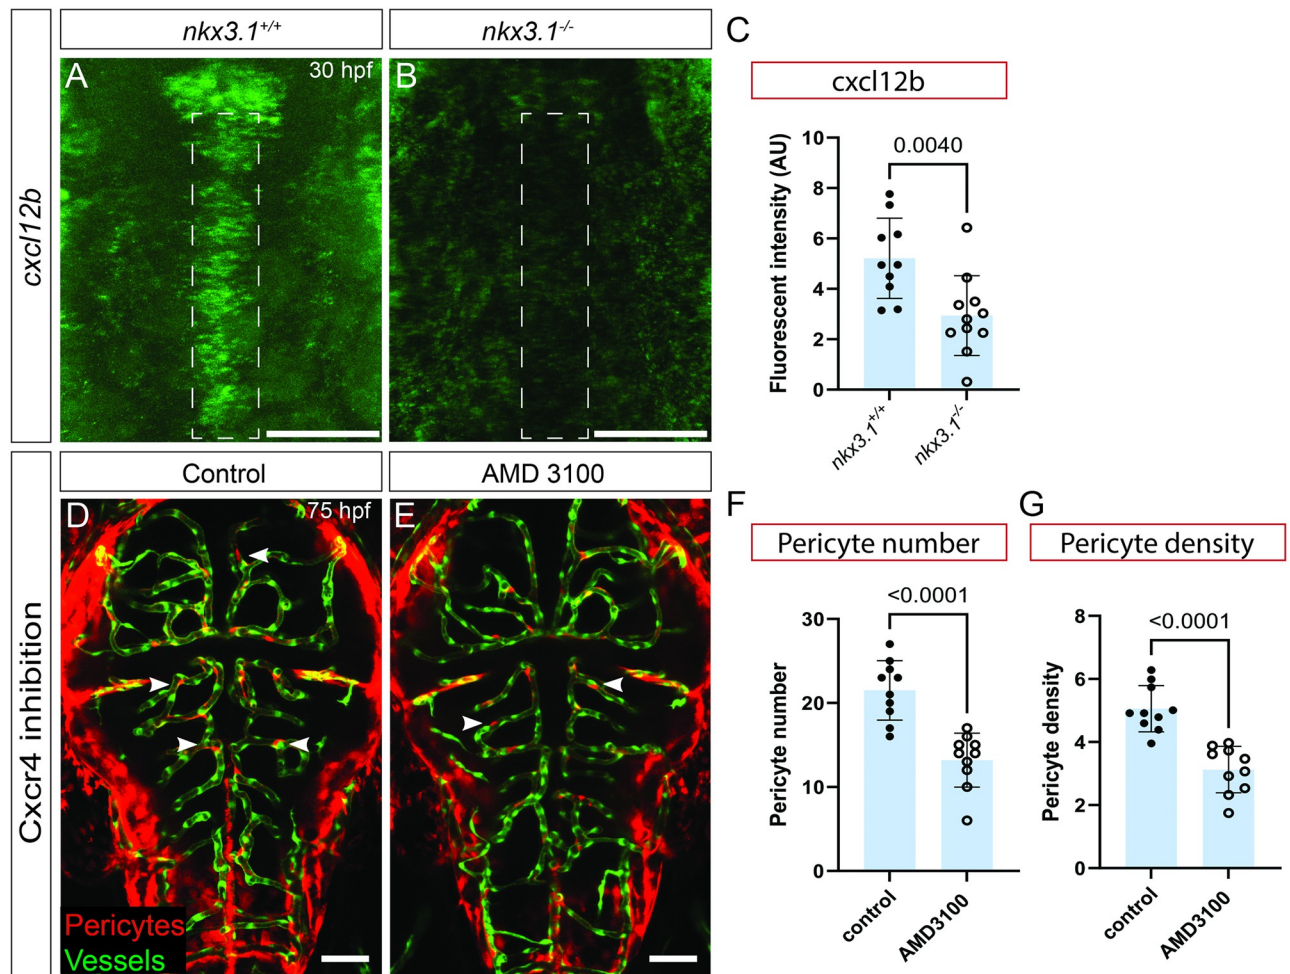 nkx3.1+/+
nkx3.1-/-
cxcl12b
A
30 hpf
B
C
cxcl12b
Fluorescent intensity (AU)
10
8
6
4
2
0
0.0040
nkx3.1+/+
nkx3.1-/-
Control
AMD 3100
Cxcr4 inhibition
D
75 hpf
E
Pericytes
Vessels
F
Pericyte number
Pericyte number
30
20
10
0
<0.0001
control
AMD3100
G
Pericyte density
Pericyte density
8
6
4
2
0
<0.0001
control
AMD3100